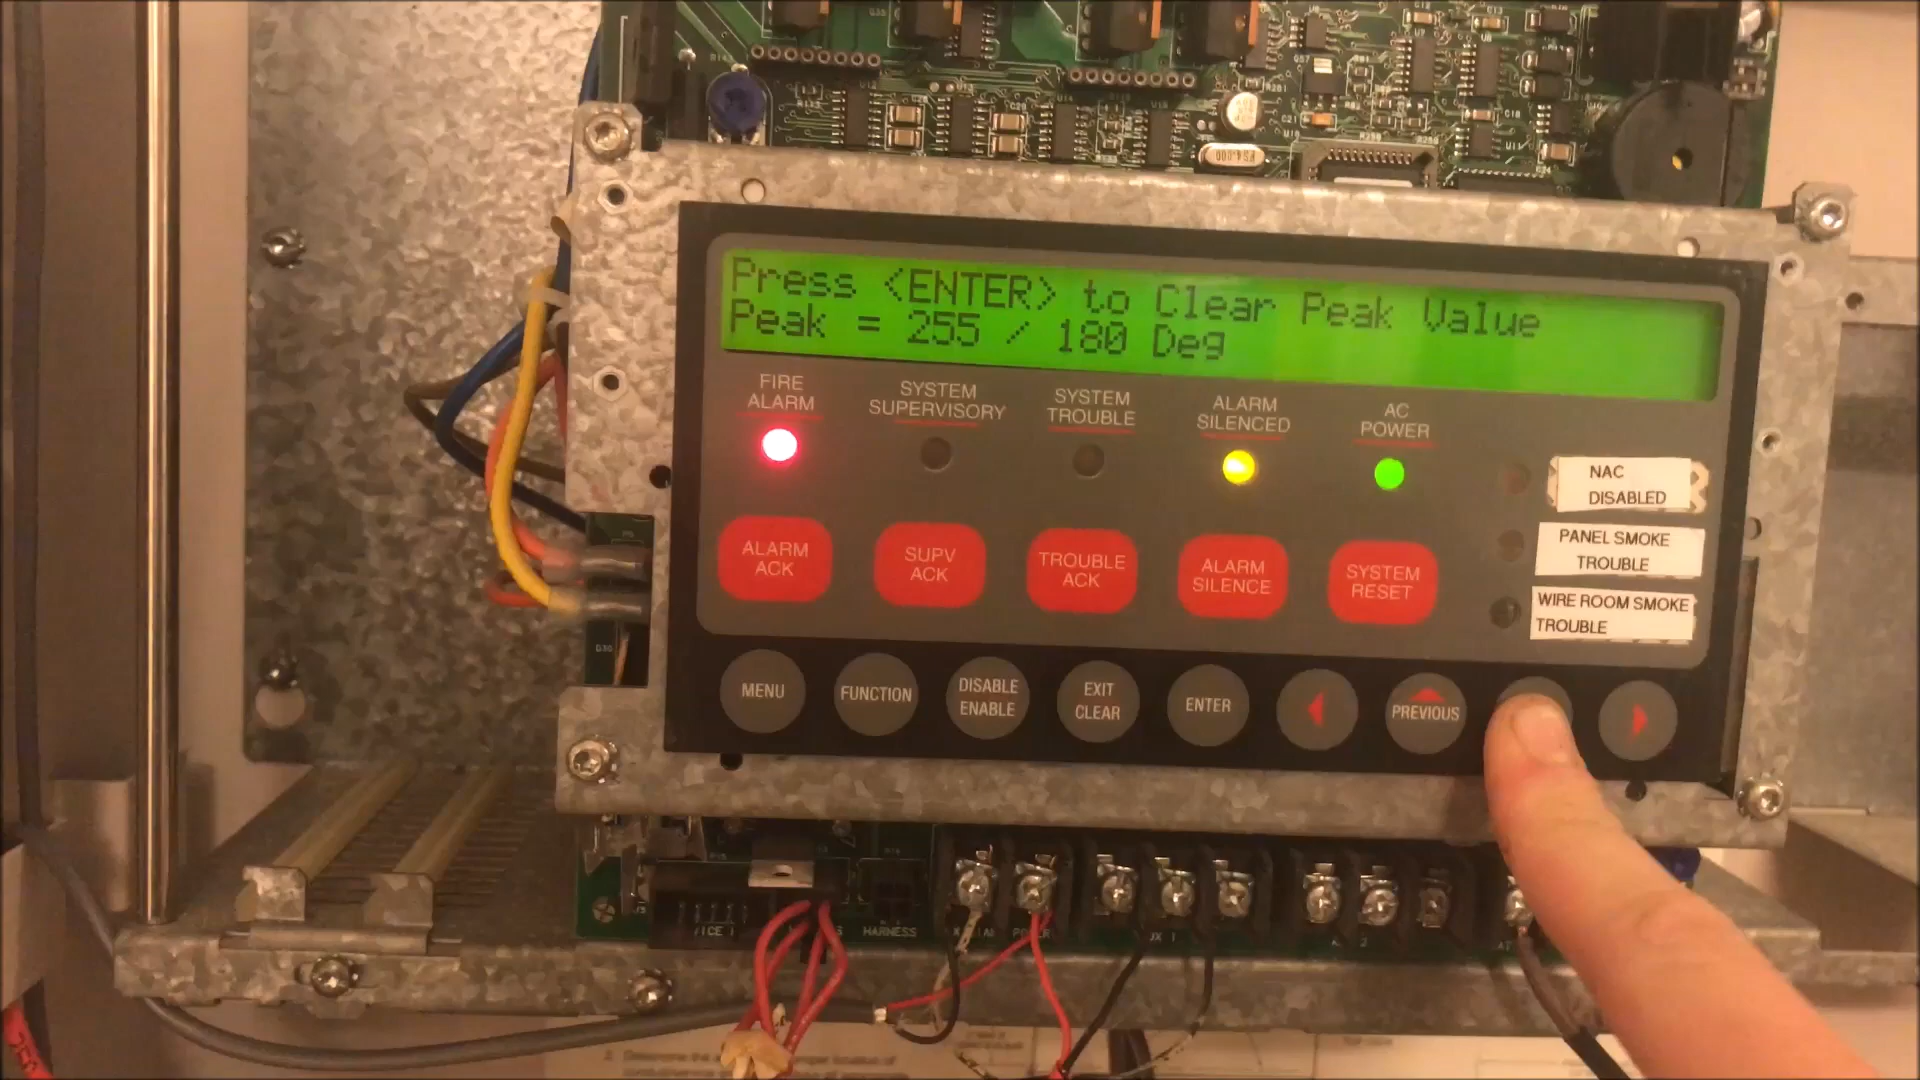 Press <ENTER> to Clear Peak Value
Peak = 255 / 180 Deg
FIRE
ALARM
SYSTEM
SUPERVISORY
SYSTEM
TROUBLE
ALARM
SILENCED
AC
POWER
NAC
DISABLED
PANEL SMOKE
TROUBLE
WIRE ROOM SMOKE
TROUBLE
ALARM
ACK
SUPV
ACK
TROUBLE
ACK
ALARM
SILENCE
SYSTEM
RESET
MENU
FUNCTION
DISABLE
ENABLE
EXIT
CLEAR
ENTER
PREVIOUS
HARNESS